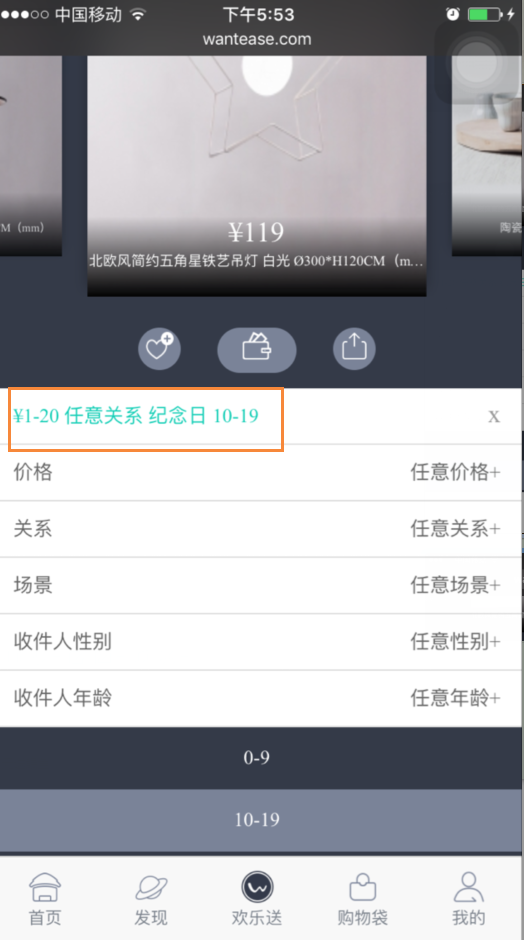 中国移动 下午5:53
wantease.com
¥119
M（mm） 北欧风简约五角星铁艺吊灯 白光 Ø300*H120CM（m... 陶瓷
¥1-20 任意关系 纪念日 10-19 x
价格 任意价格+
关系 任意关系+
场景 任意场景+
收件人性别 任意性别+
收件人年龄 任意年龄+
0-9
10-19
首页 发现 欢乐送 购物袋 我的